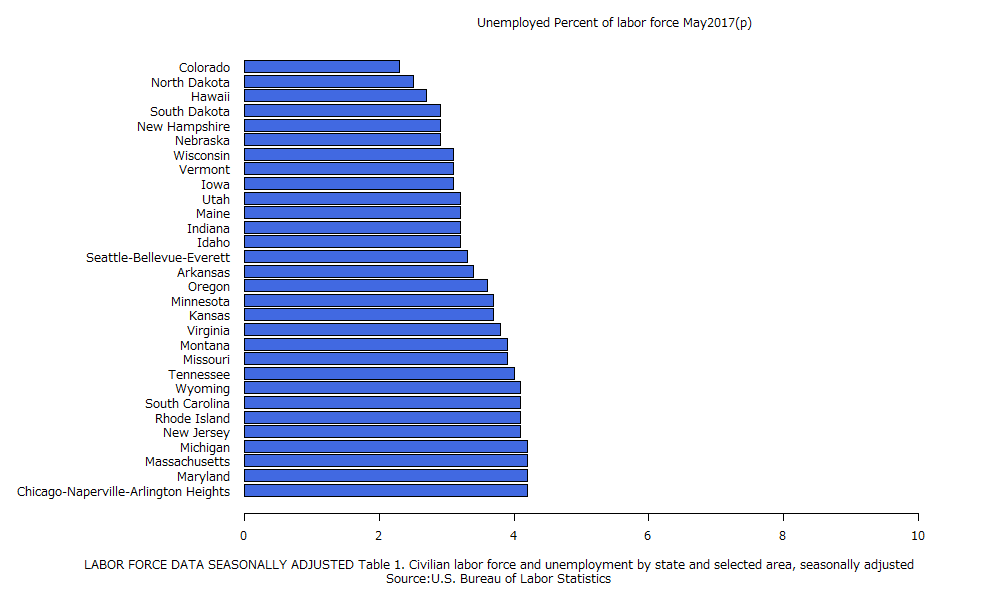 Unemployed Percent of labor force May2017(p)
Colorado
North Dakota
Hawaii
South Dakota
New Hampshire
Nebraska
Wisconsin
Vermont
Iowa
Utah
Maine
Indiana
Idaho
Seattle-Bellevue-Everett
Arkansas
Oregon
Minnesota
Kansas
Virginia
Montana
Missouri
Tennessee
Wyoming
South Carolina
Rhode Island
New Jersey
Michigan
Massachusetts
Maryland
Chicago-Naperville-Arlington Heights
0 2 4 6 8 10
LABOR FORCE DATA SEASONALLY ADJUSTED Table 1. Civilian labor force and unemployment by state and selected area, seasonally adjusted
Source:U.S. Bureau of Labor Statistics